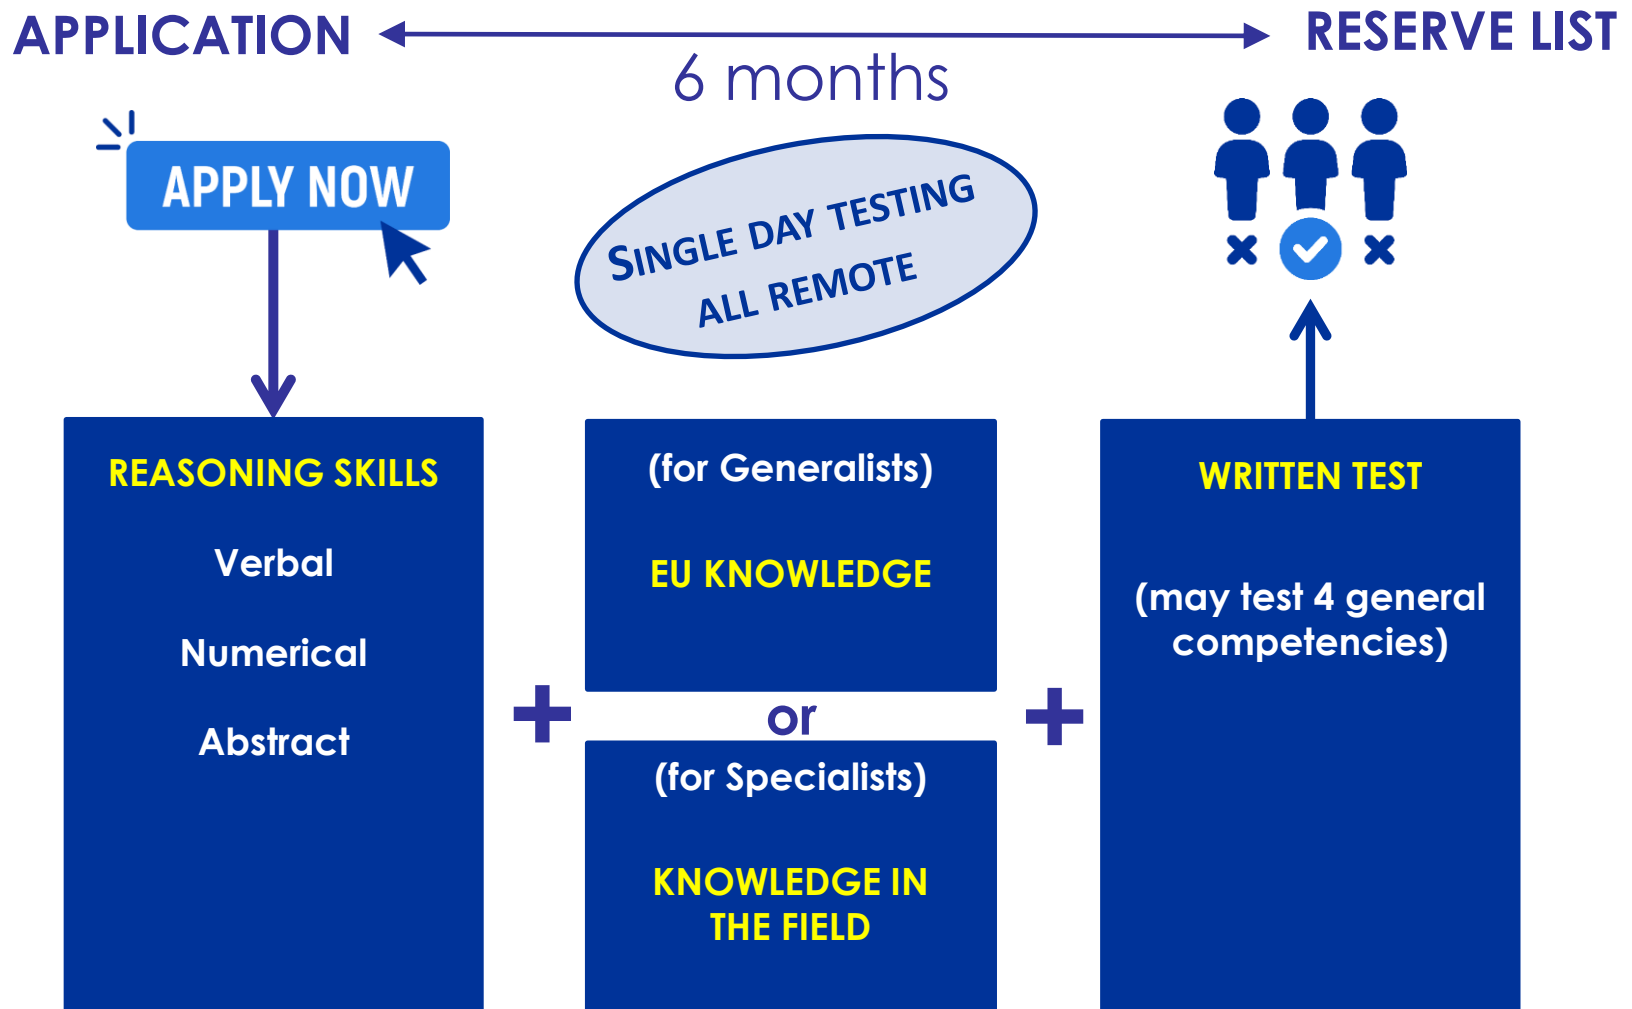 APPLICATION
RESERVE LIST
6 months
APPLY NOW
SINGLE DAY TESTING
ALL REMOTE
REASONING SKILLS
Verbal
Numerical
Abstract
+
(for Generalists)
EU KNOWLEDGE
or
(for Specialists)
KNOWLEDGE IN
THE FIELD
+
WRITTEN TEST
(may test 4 general
competencies)